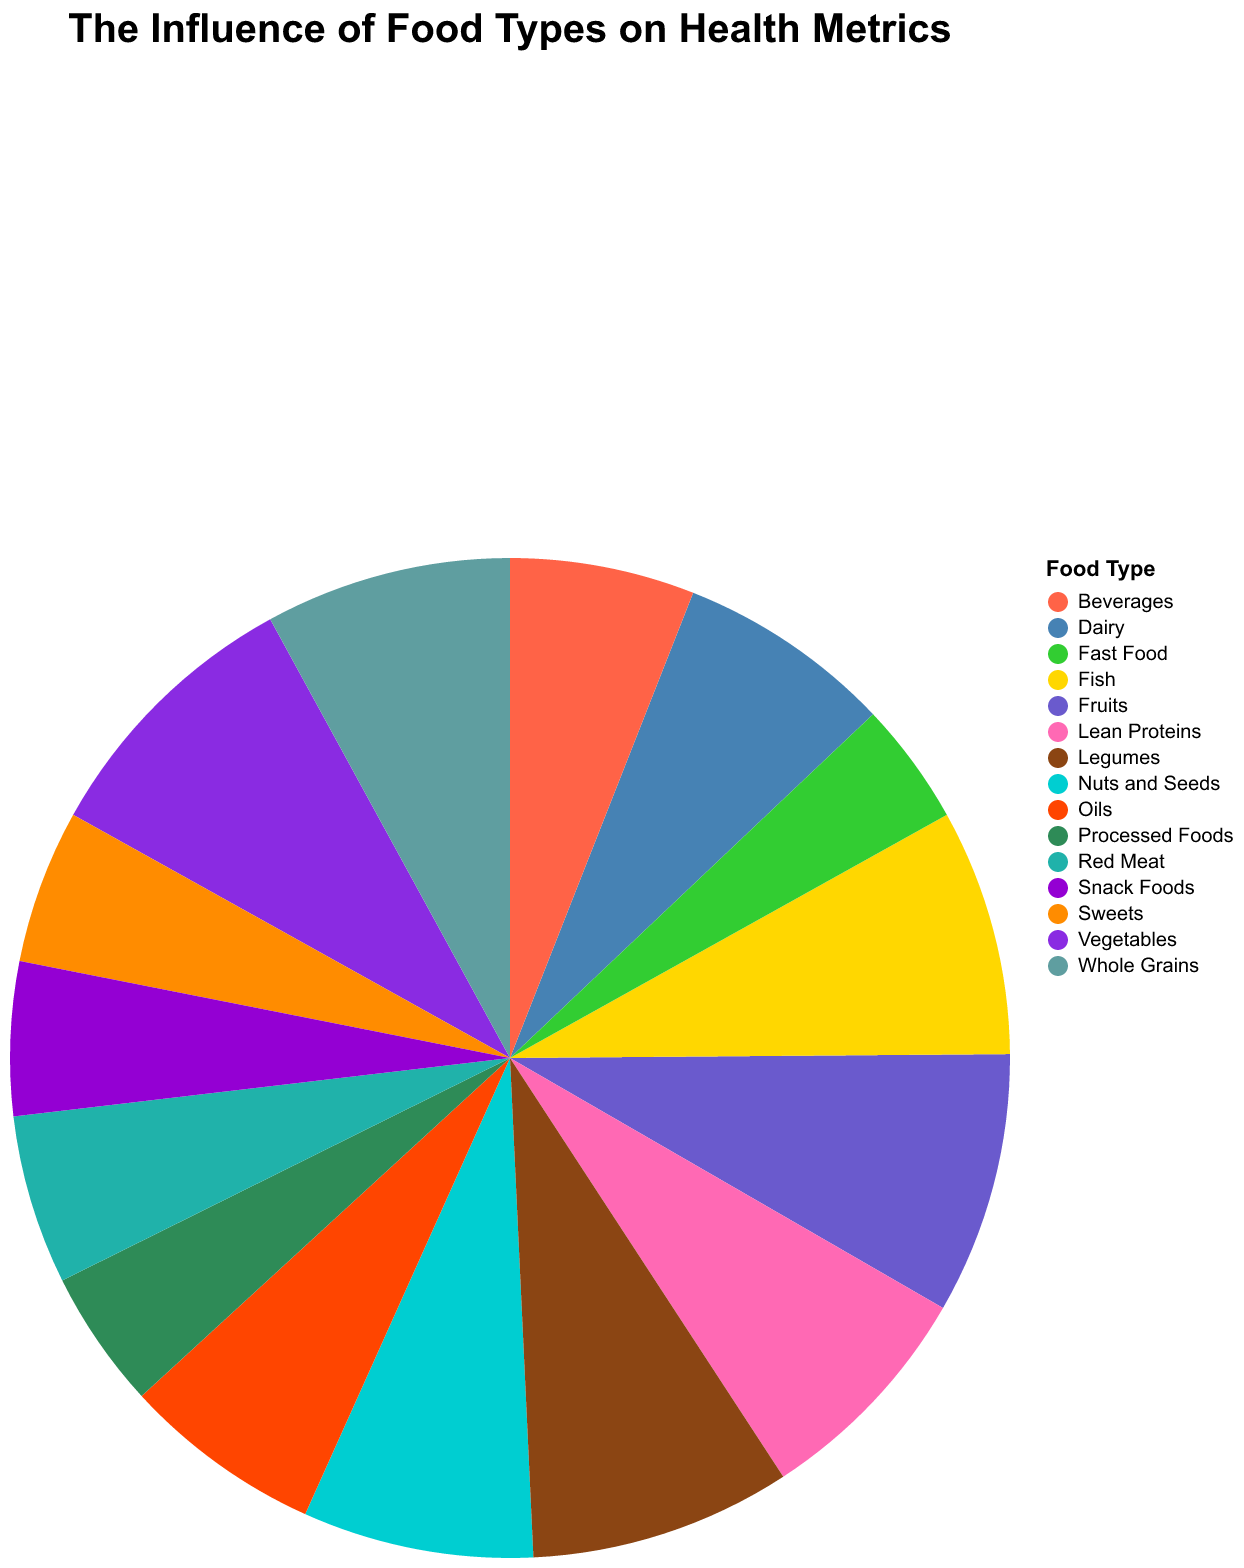 The Influence of Food Types on Health Metrics
Food Type
Beverages
Dairy
Fast Food
Fish
Fruits
Lean Proteins
Legumes
Nuts and Seeds
Oils
Processed Foods
Red Meat
Snack Foods
Sweets
Vegetables
Whole Grains